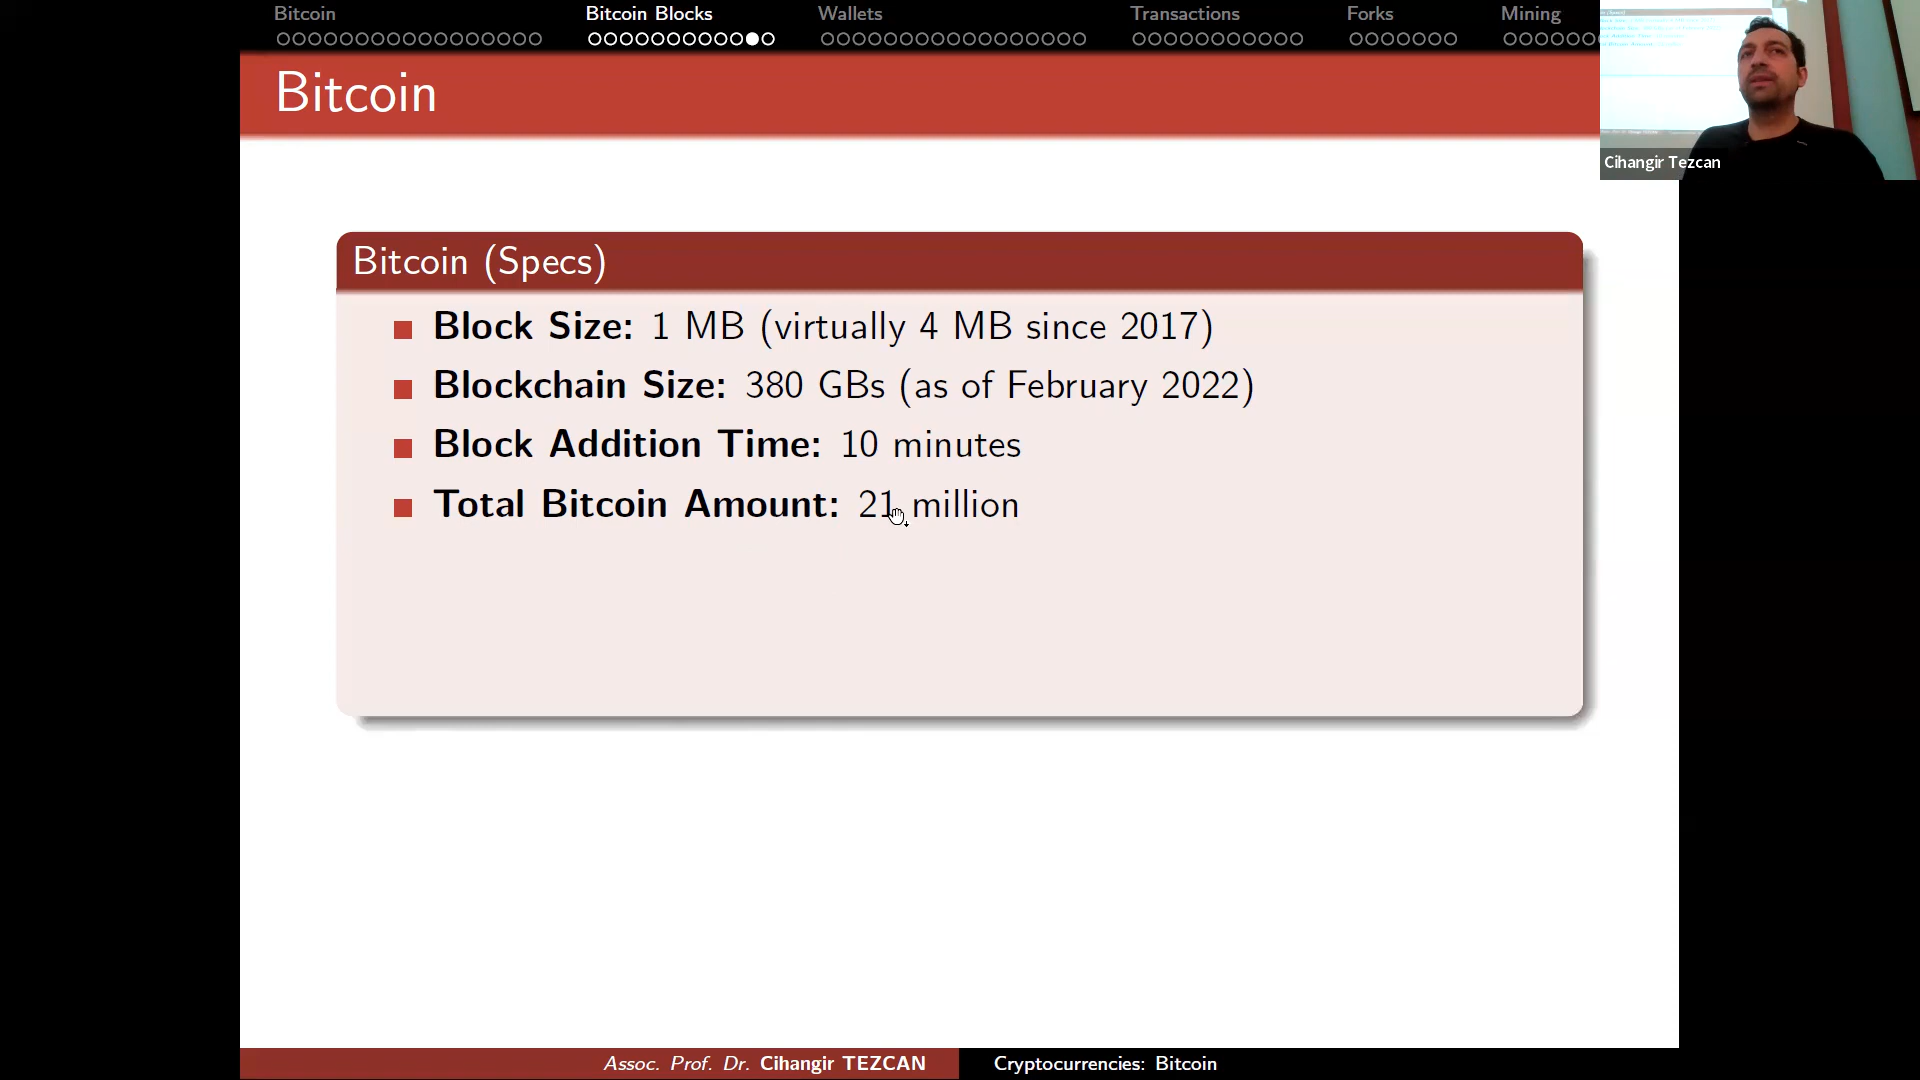 Bitcoin Bitcoin Blocks Wallets Transactions Forks Mining
Bitcoin
Cihangir Tezcan
Bitcoin (Specs)
Block Size: 1 MB (virtually 4 MB since 2017)
Blockchain Size: 380 GBs (as of February 2022)
Block Addition Time: 10 minutes
Total Bitcoin Amount: 21 million
Assoc. Prof. Dr. Cihangir TEZCAN Cryptocurrencies: Bitcoin